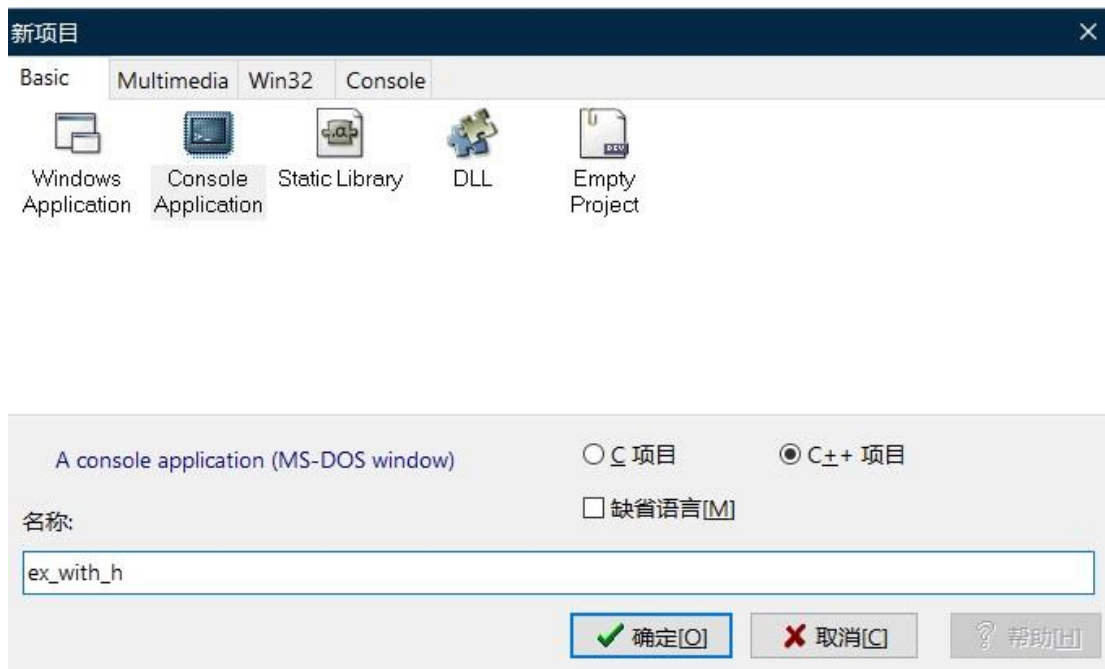 新项目
Basic Multimedia Win32 Console
Windows Application
Console Application
Static Library
DLL
Empty Project
A console application (MS-DOS window)
C 项目
C++ 项目
缺省语言[M]
名称:
ex_with_h
确定[O]
取消[C]
帮助[H]